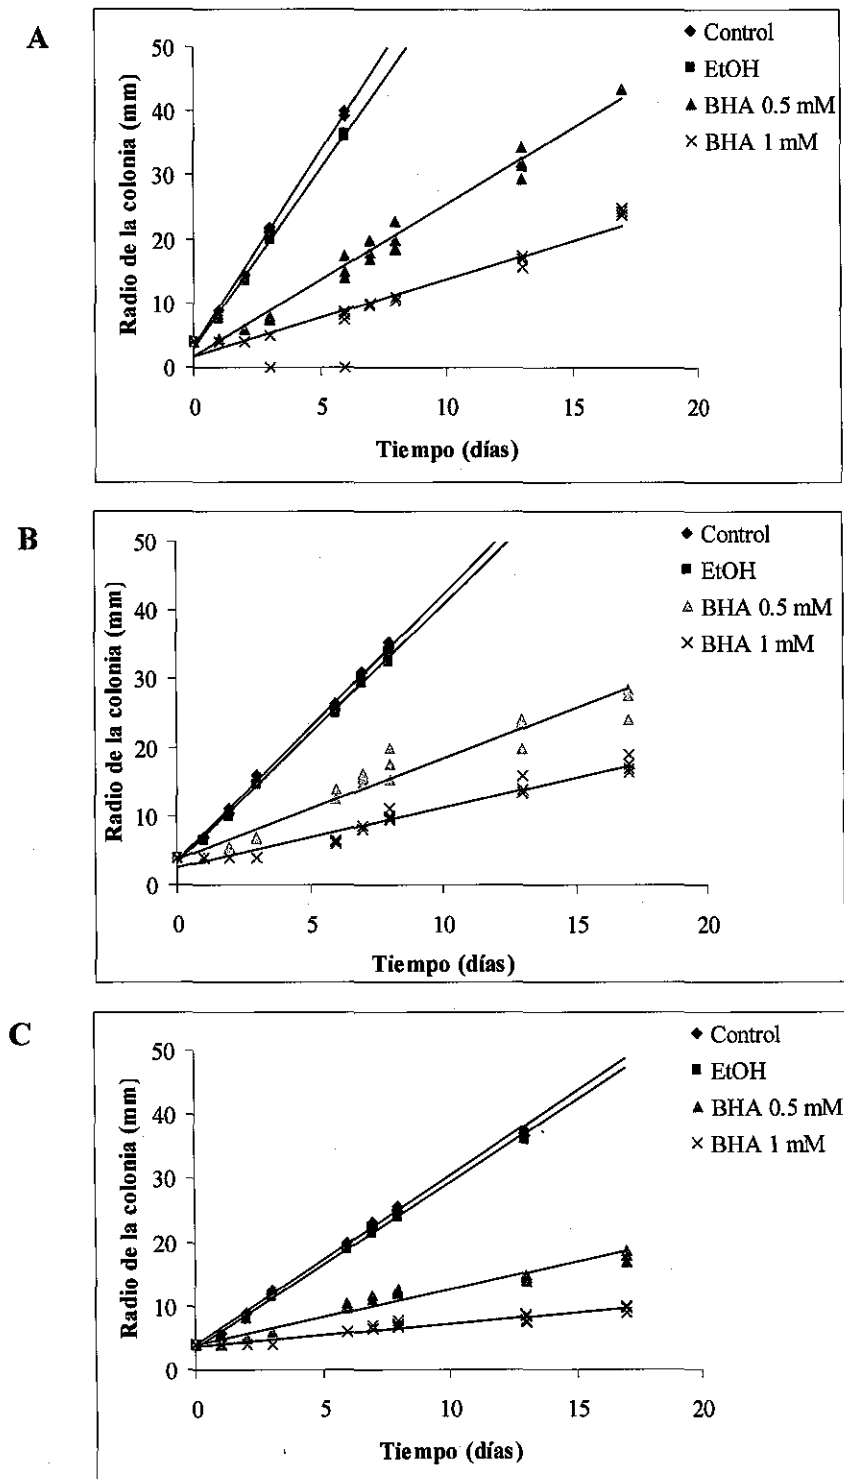 A
Control
EtOH
BHA 0.5 mM
BHA 1 mM
Radio de la colonia (mm)
50
40
30
20
10
0
0 5 10 15 20
Tiempo (días)
B
Control
EtOH
BHA 0.5 mM
BHA 1 mM
Radio de la colonia (mm)
50
40
30
20
10
0
0 5 10 15 20
Tiempo (días)
C
Control
EtOH
BHA 0.5 mM
BHA 1 mM
Radio de la colonia (mm)
50
40
30
20
10
0
0 5 10 15 20
Tiempo (días)